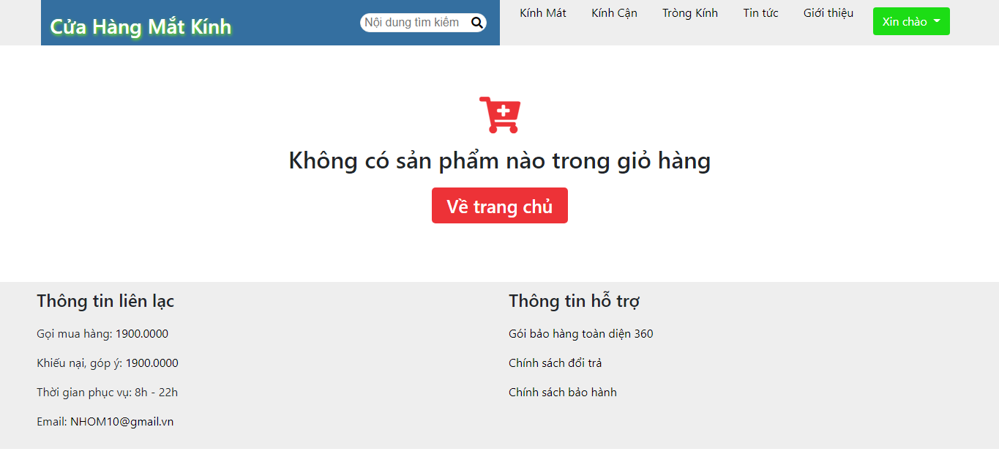 Cửa Hàng Mắt Kính
Nội dung tìm kiếm
Kính Mát
Kính Cận
Tròng Kính
Tin tức
Giới thiệu
Xin chào
Không có sản phẩm nào trong giỏ hàng
Về trang chủ
Thông tin liên lạc
Gọi mua hàng: 1900.0000
Khiếu nại, góp ý: 1900.0000
Thời gian phục vụ: 8h - 22h
Email: NHOM10@gmail.vn
Thông tin hỗ trợ
Gói bảo hàng toàn diện 360
Chính sách đổi trả
Chính sách bảo hành